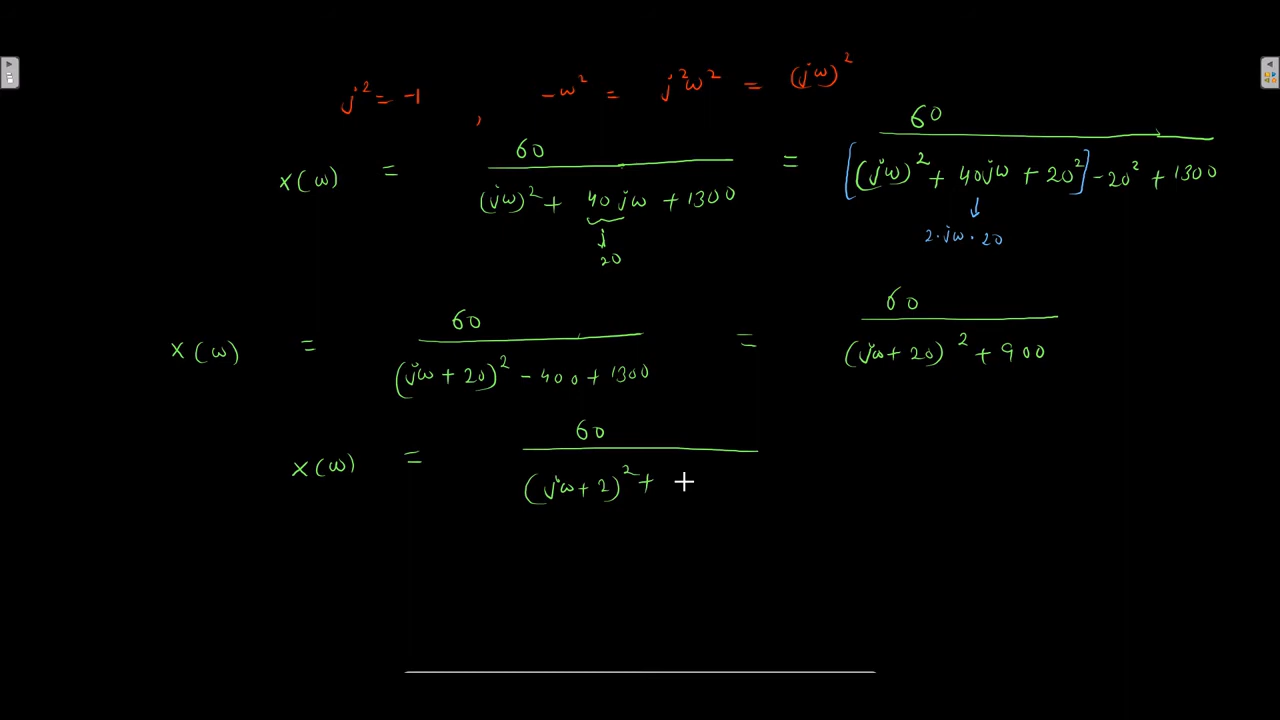 j² = -1 , -ω² = j²ω² = (jω)²
X(ω) = 60 / (jω)² + 40jω + 1300 = 60 / [(jω)² + 40jω + 20²] - 20² + 1300
↓ 20 ↓ 2·jω·20
X(ω) = 60 / (jω + 20)² - 400 + 1300 = 60 / (jω + 20)² + 900
X(ω) = 60 / (jω + 2)² +